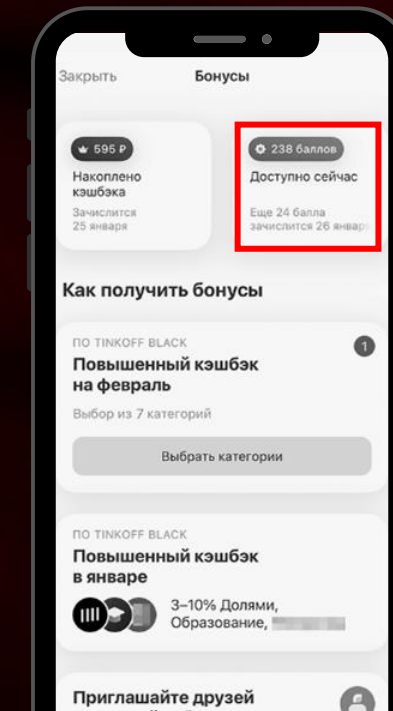 Закрыть
Бонусы
595 ₽
Накоплено
кэшбэка
Зачислится
25 января
238 баллов
Доступно сейчас
Еще 24 балла
зачислится 26 январ
Как получить бонусы
ПО TINKOFF BLACK
1
Повышенный кэшбэк
на февраль
Выбор из 7 категорий
Выбрать категории
ПО TINKOFF BLACK
Повышенный кэшбэк
в январе
3–10% Долями,
Образование,
Приглашайте друзей